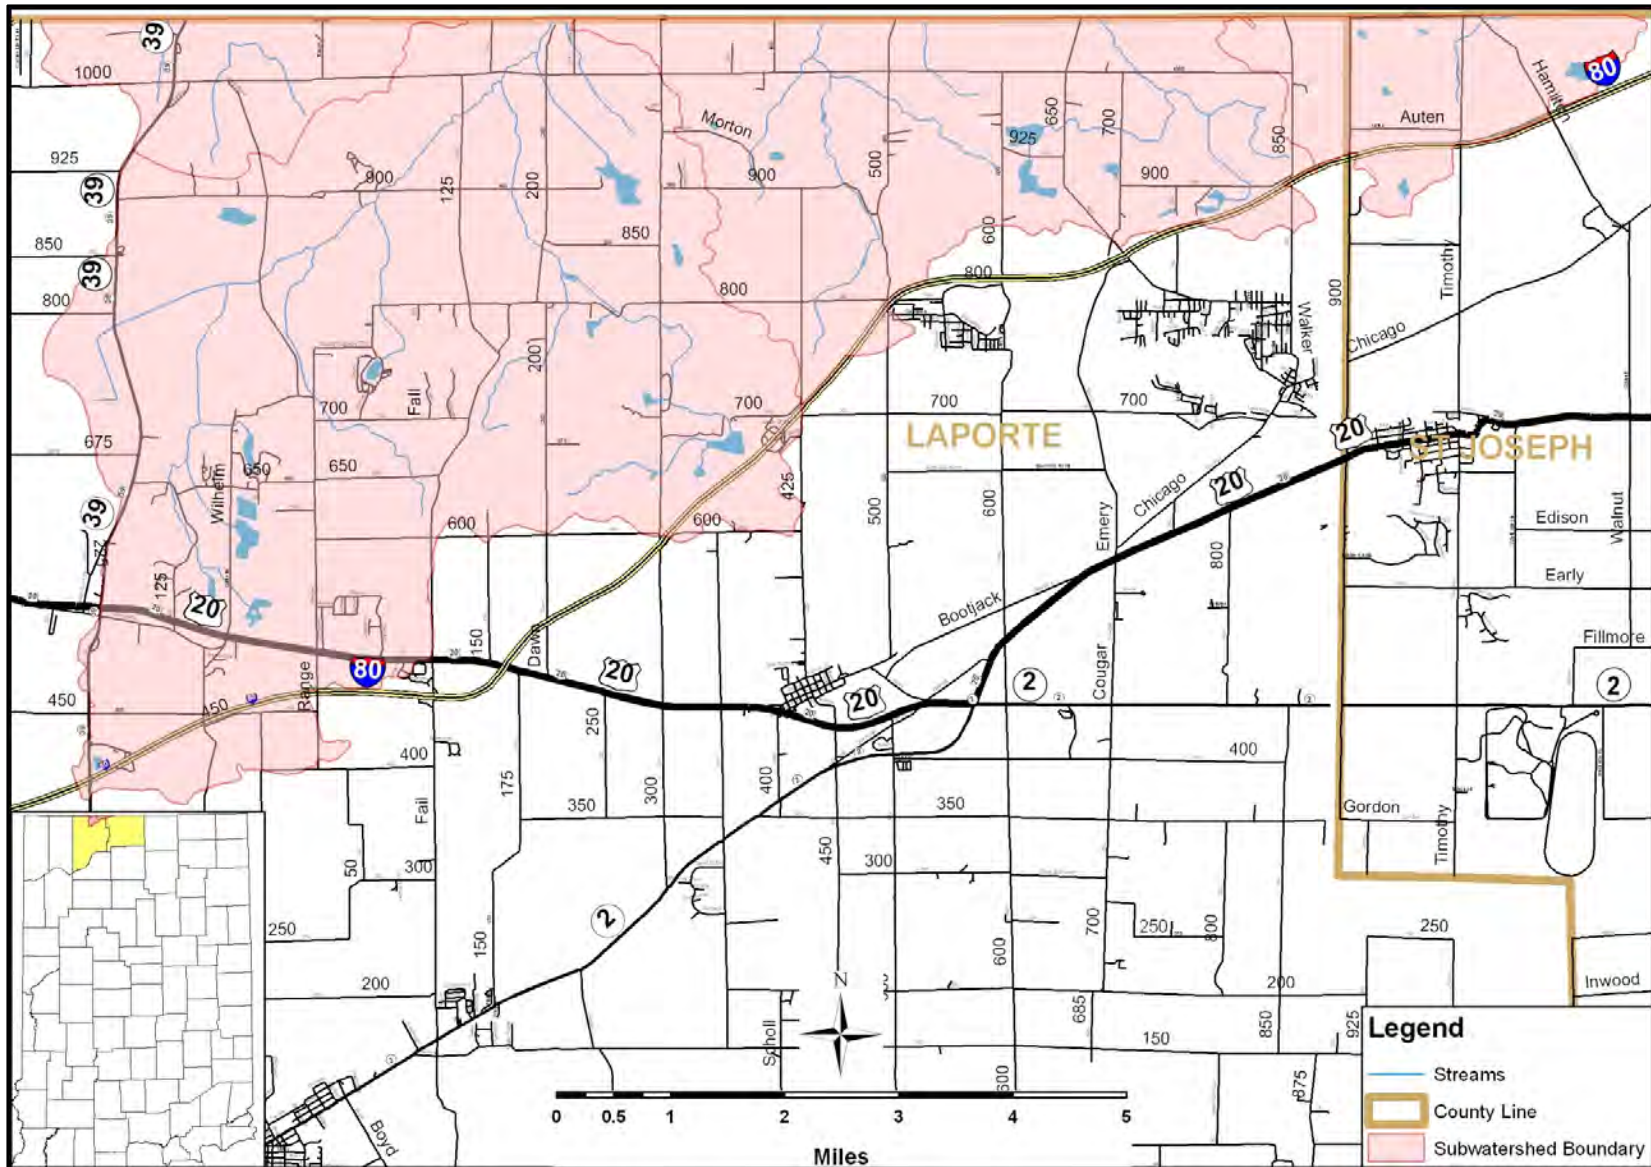 39
1000
80
Hamilton
Auten
Morton
925
650
700
850
500
925
39
900
125
200
900
900
850
39
850
600
800
800
800
900
Timothy
Walker
Chicago
200
Fail
700
700
700
700
20
LAPORTE
ST JOSEPH
675
650
650
Wilhelm
425
500
600
Emery
Chicago
20
Edison
Walnut
39
225
600
600
800
Early
125
20
Bootjack
Fillmore
150
Dawn
20
80
Range
20
2
Cougar
2
450
150
250
400
400
400
175
300
350
350
Gordon
Timothy
Fail
450
300
50
300
2
250
150
700
250
800
250
600
200
200
Inwood
685
850
925
Scholl
150
600
875
Boyd
N
0 0.5 1 2 3 4 5
Miles
Legend
Streams
County Line
Subwatershed Boundary